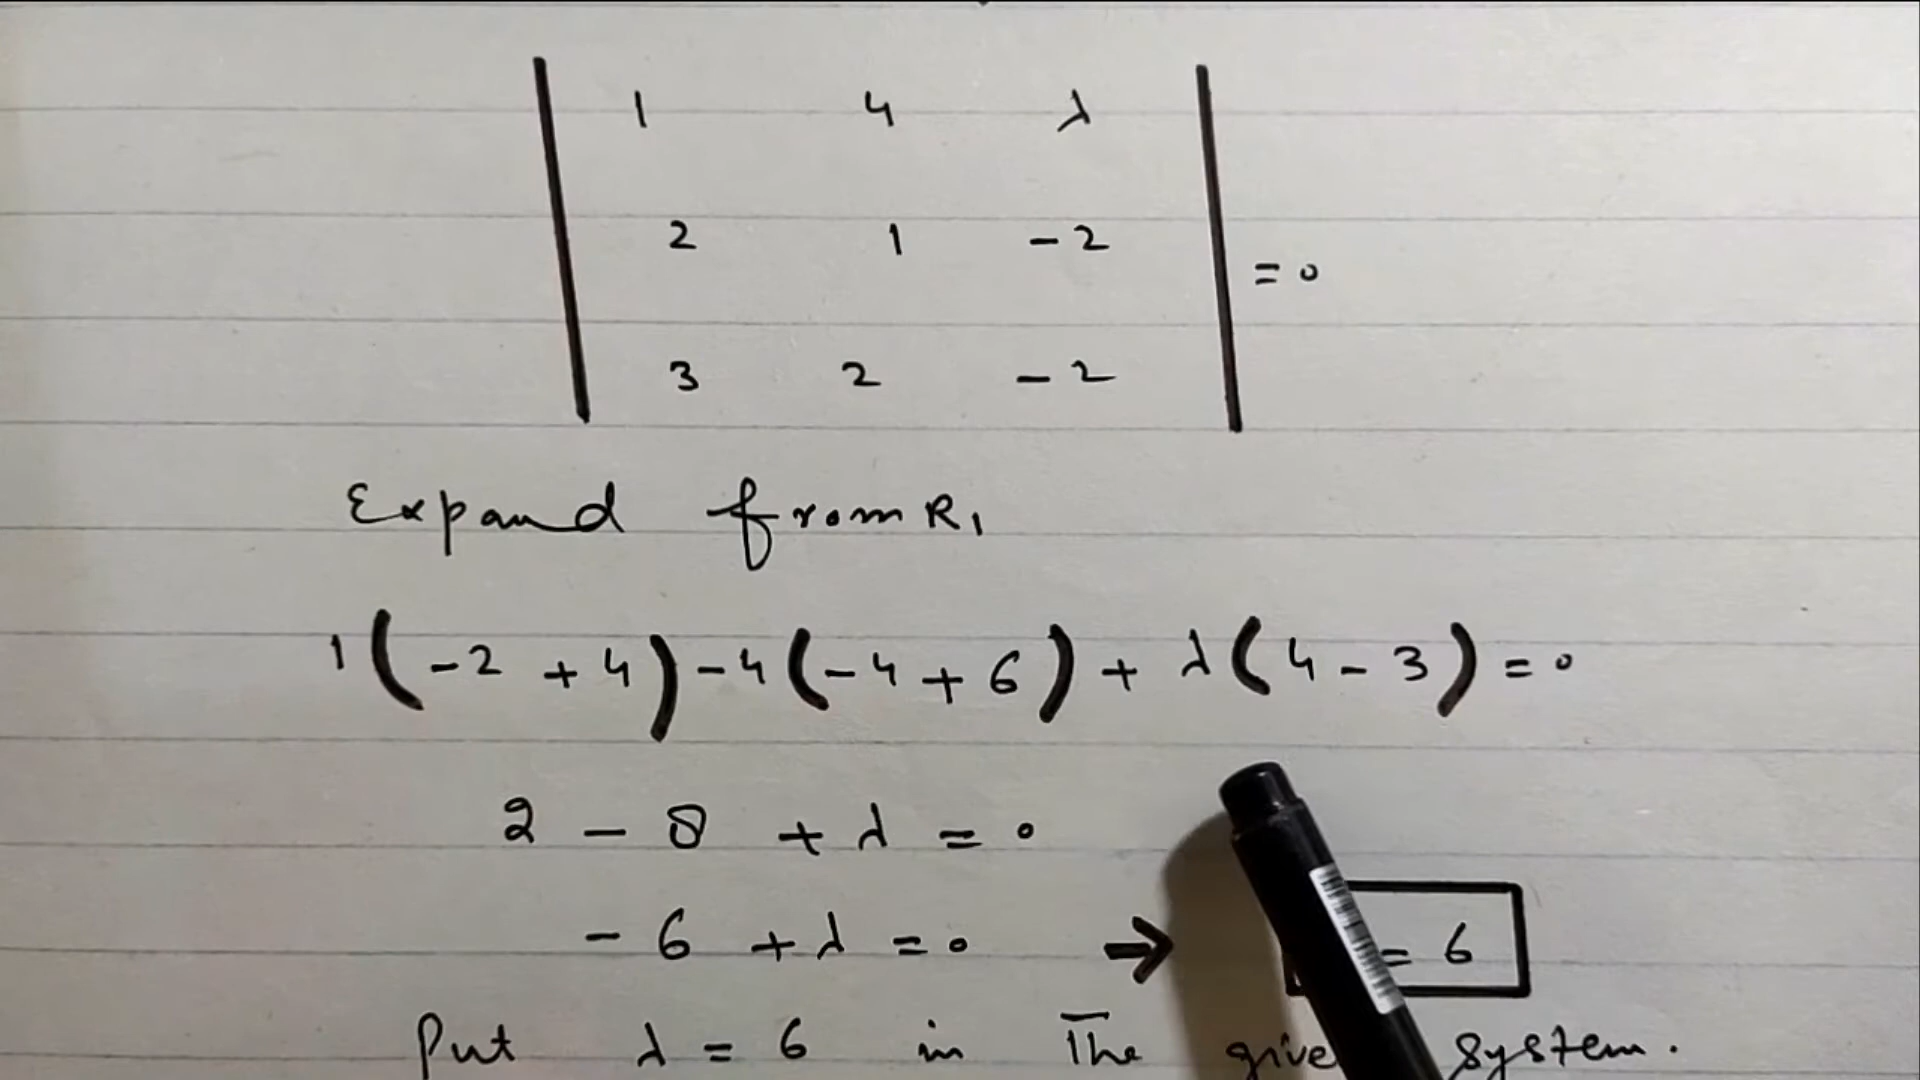 1 4 λ
2 1 -2
= 0
3 2 -2
Expand from R1
1(-2 + 4) - 4(-4 + 6) + λ(4 - 3) = 0
2 - 8 + λ = 0
- 6 + λ = 0 → = 6
Put λ = 6 in The system.